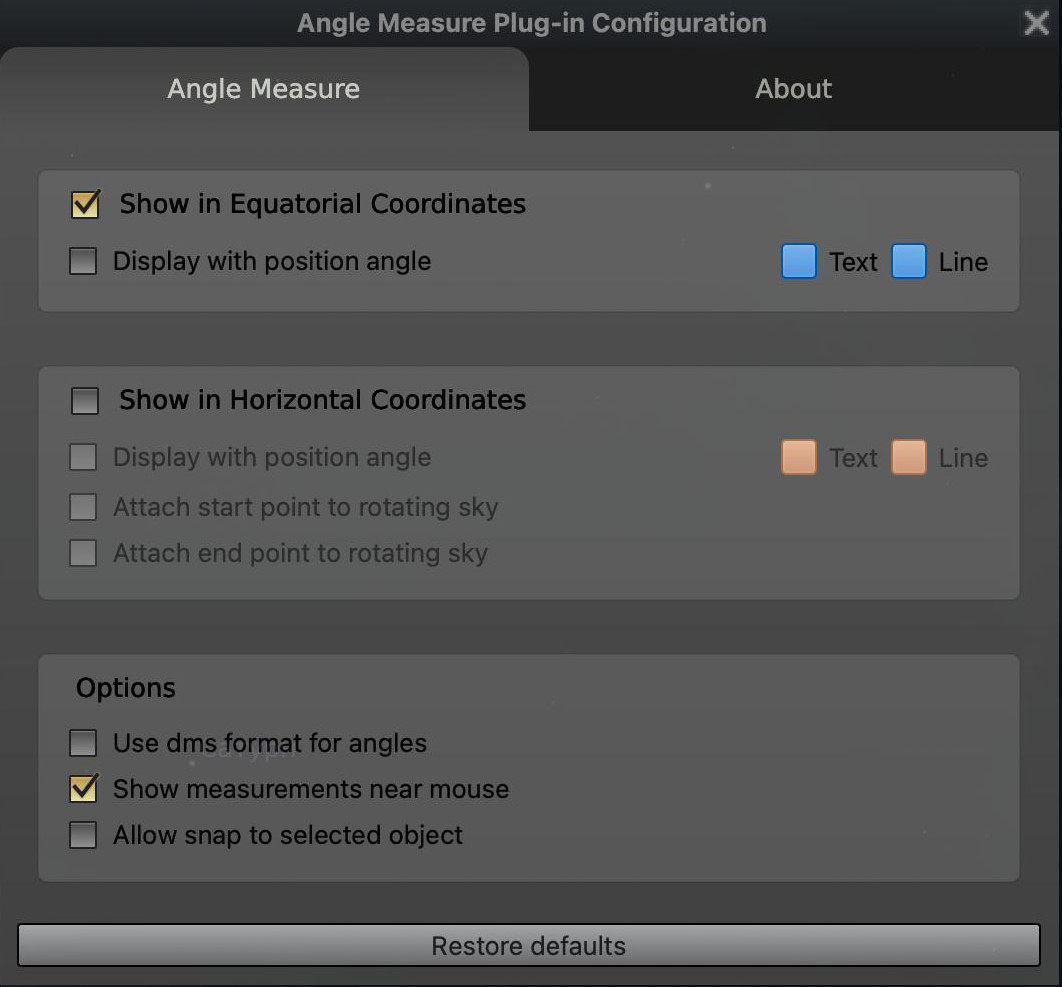 Angle Measure Plug-in Configuration
Angle Measure About
Show in Equatorial Coordinates
Display with position angle Text Line
Show in Horizontal Coordinates
Display with position angle Text Line
Attach start point to rotating sky
Attach end point to rotating sky
Options
Use dms format for angles
Show measurements near mouse
Allow snap to selected object
Restore defaults